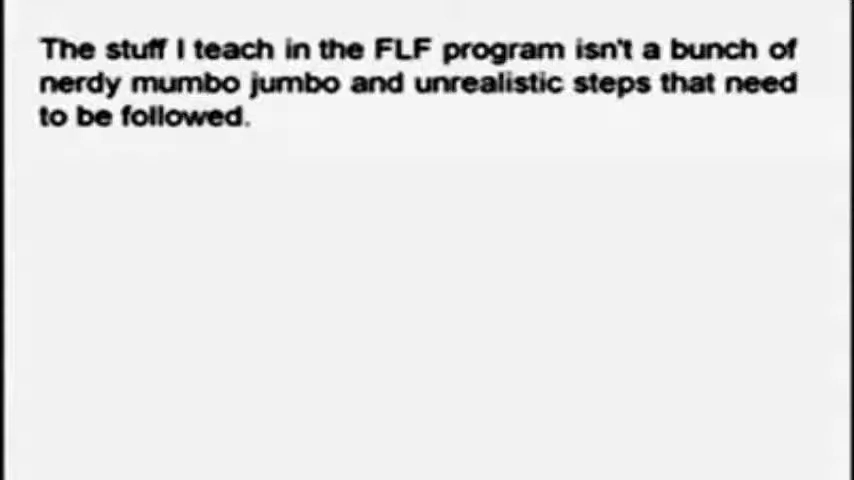 The stuff I teach in the FLF program isn't a bunch of
nerdy mumbo jumbo and unrealistic steps that need
to be followed.